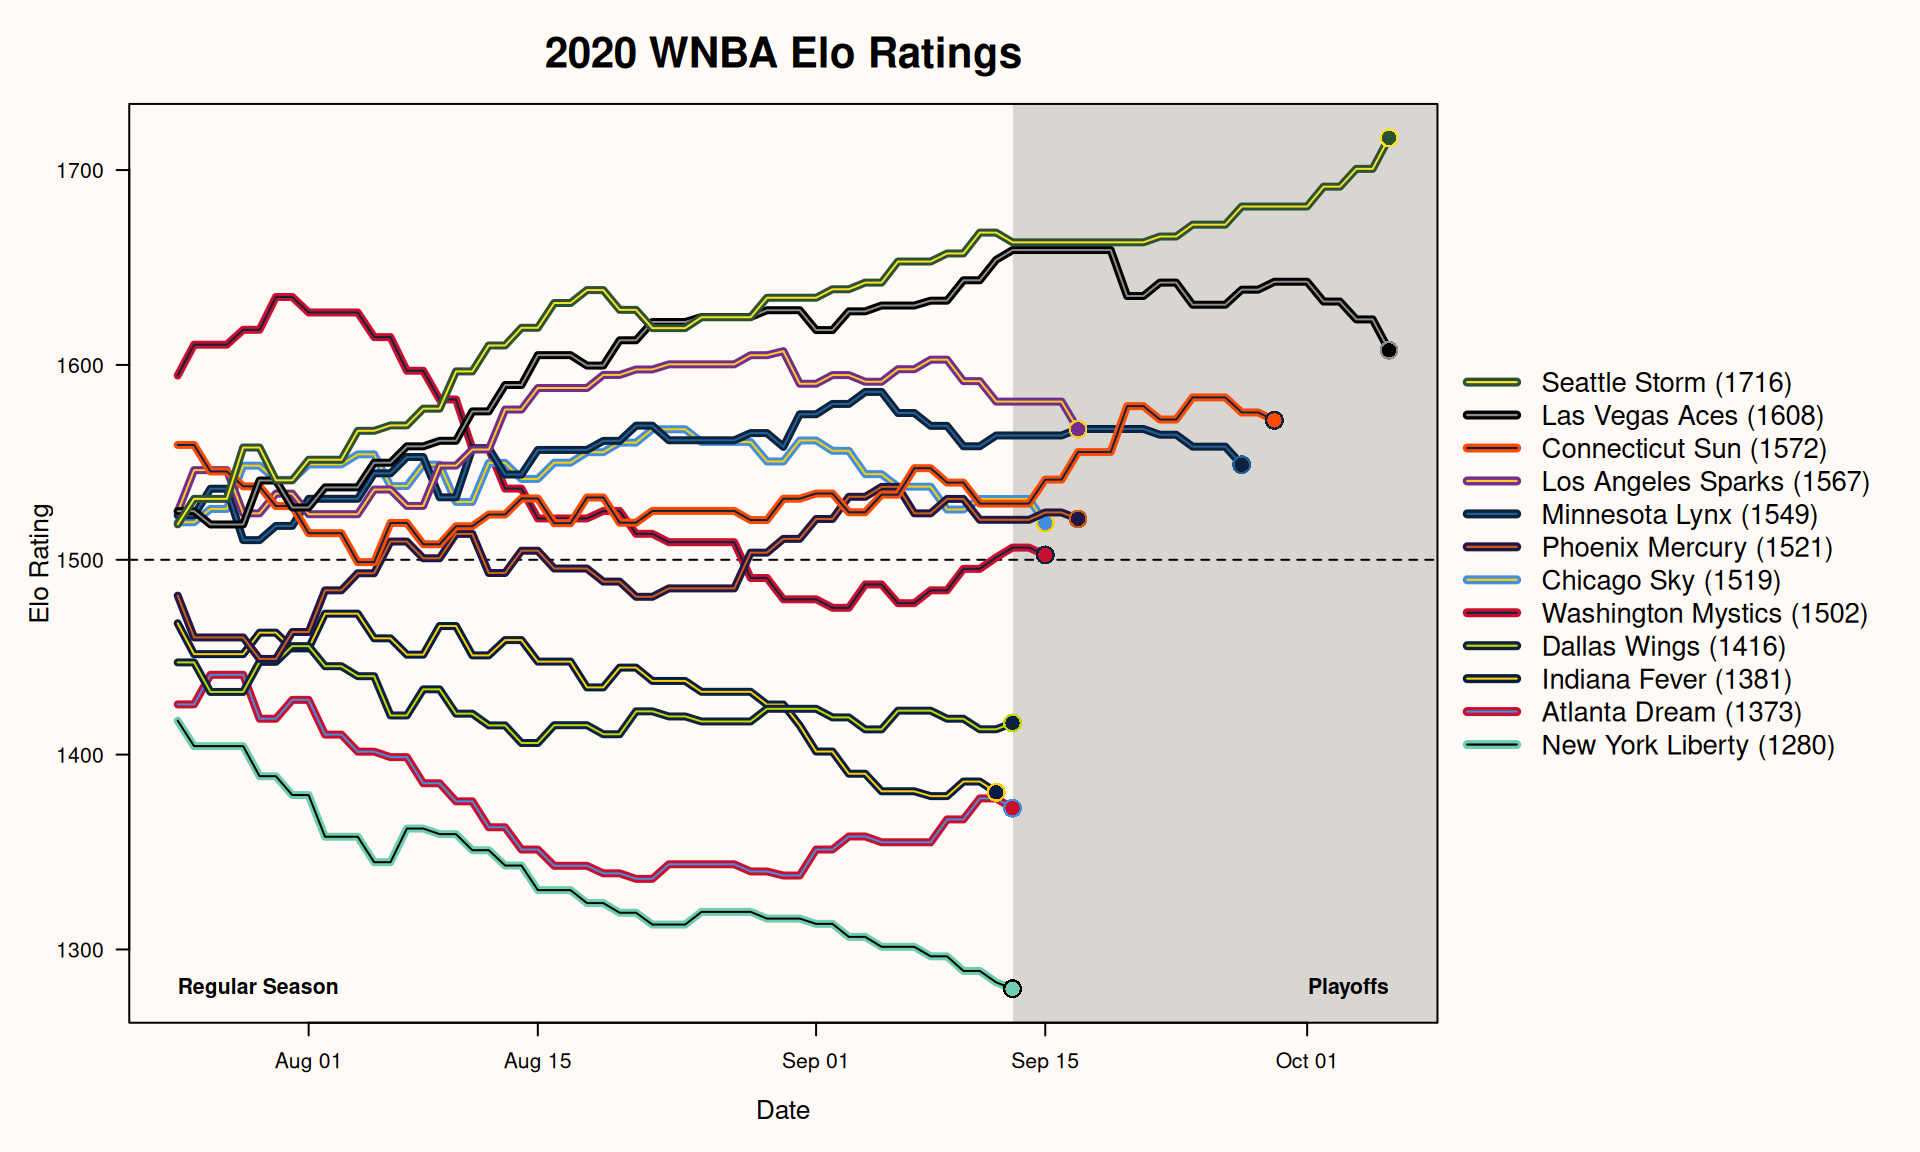 2020 WNBA Elo Ratings
Elo Rating
1700
1600
1500
1400
1300
Regular Season
Playoffs
Aug 01
Aug 15
Sep 01
Sep 15
Oct 01
Date
Seattle Storm (1716)
Las Vegas Aces (1608)
Connecticut Sun (1572)
Los Angeles Sparks (1567)
Minnesota Lynx (1549)
Phoenix Mercury (1521)
Chicago Sky (1519)
Washington Mystics (1502)
Dallas Wings (1416)
Indiana Fever (1381)
Atlanta Dream (1373)
New York Liberty (1280)